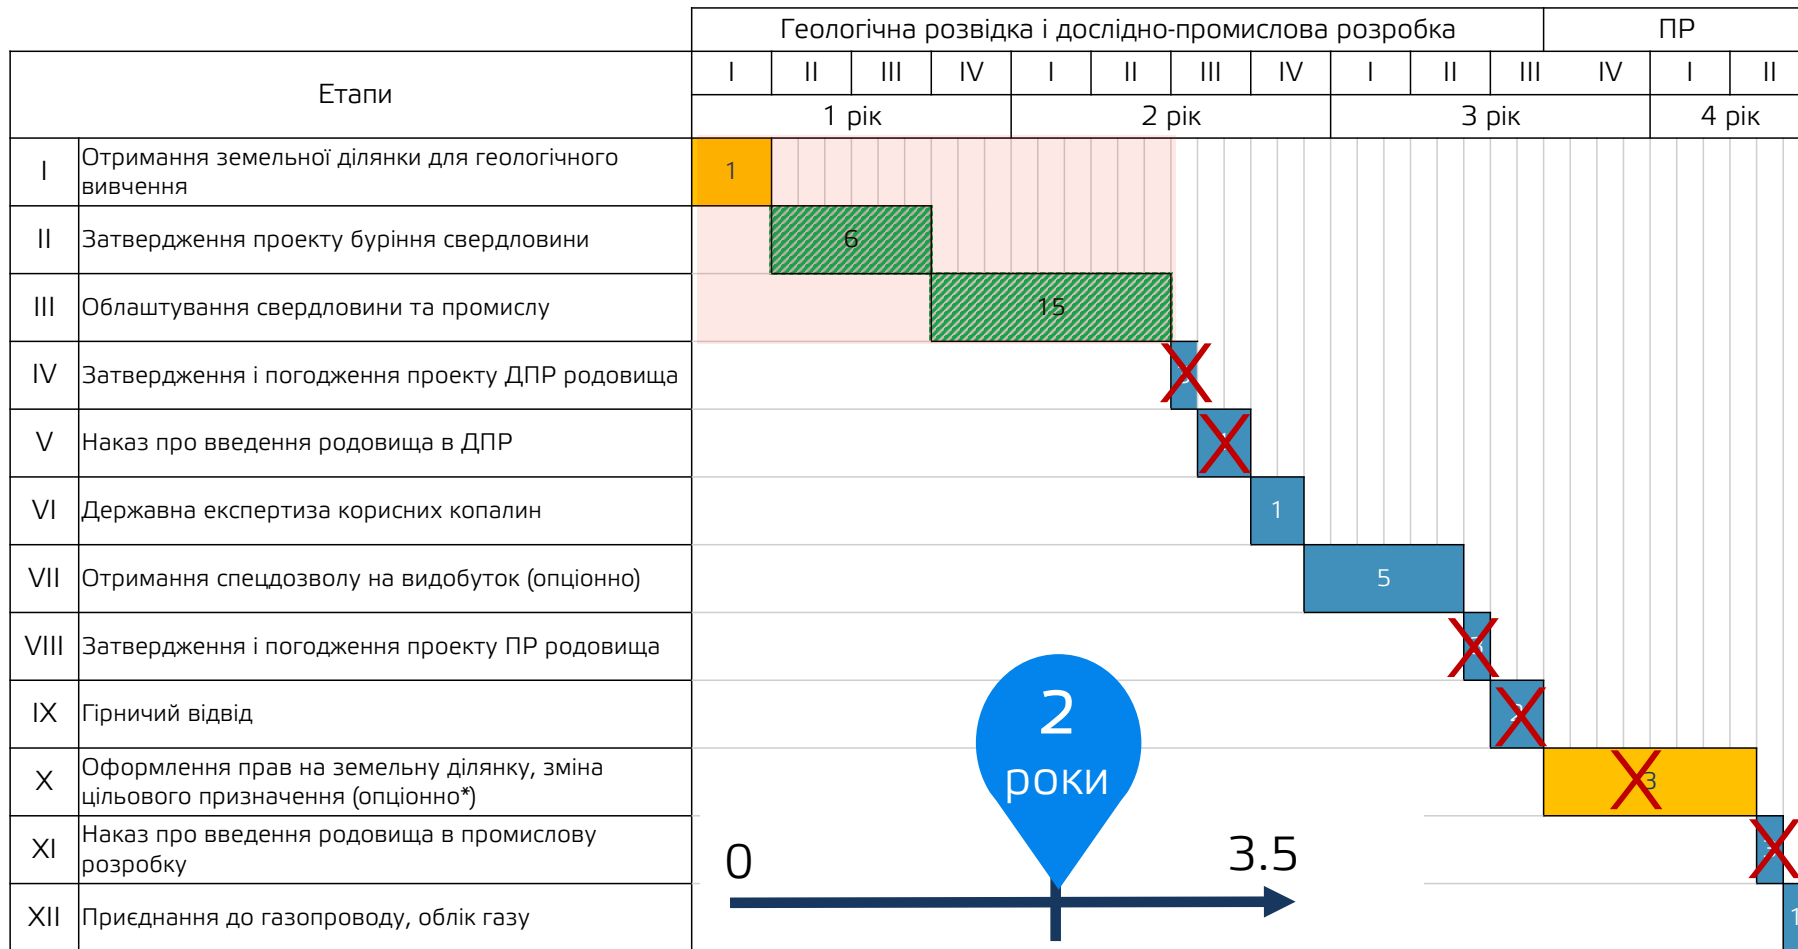 Геологічна розвідка і дослідно-промислова розробка ПР
Етапи
I II III IV I II III IV I II III IV I II
1 рік 2 рік 3 рік 4 рік
I Отримання земельної ділянки для геологічного
вивчення
1
II Затвердження проекту буріння свердловини 6
III Облаштування свердловини та промислу 15
IV Затвердження і погодження проекту ДПР родовища
V Наказ про введення родовища в ДПР
VI Державна експертиза корисних копалин 1
VII Отримання спецдозволу на видобуток (опціонно) 5
VIII Затвердження і погодження проекту ПР родовища
IX Гірничий відвід 2
X Оформлення прав на земельну ділянку, зміна
цільового призначення (опціонно*)
3
XI Наказ про введення родовища в промислову
розробку
XII Приєднання до газопроводу, облік газу 1
2
роки
0 3.5